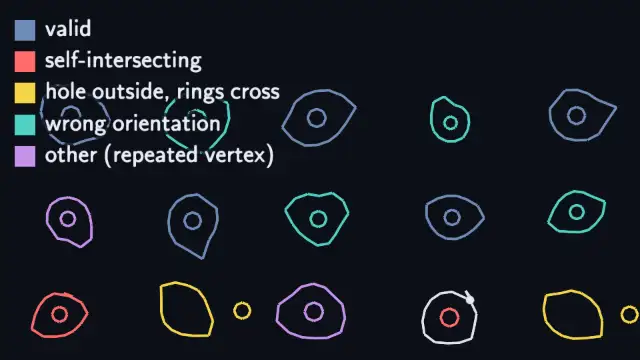 valid
self-intersecting
hole outside, rings cross
wrong orientation
other (repeated vertex)